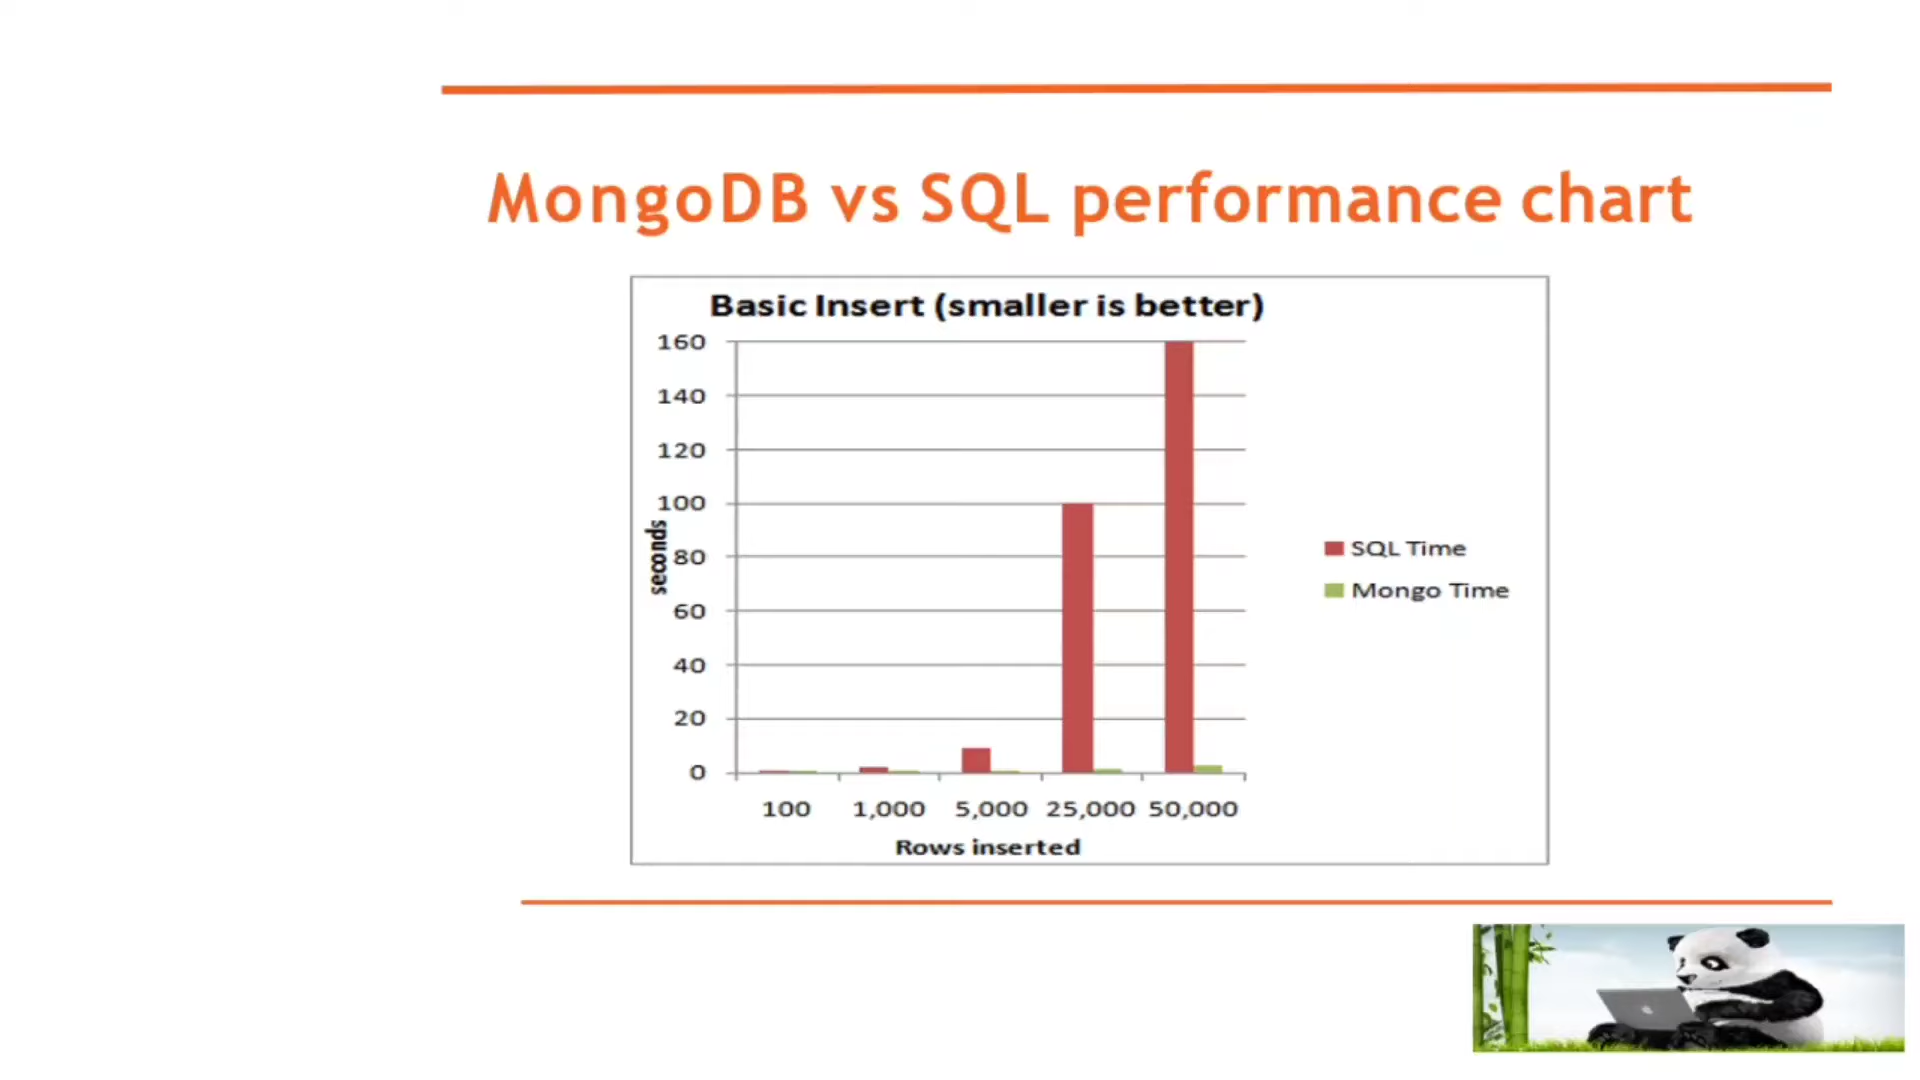 MongoDB vs SQL performance chart
Basic Insert (smaller is better)
160
140
120
100
80
60
40
20
0
seconds
100 1,000 5,000 25,000 50,000
Rows inserted
SQL Time
Mongo Time